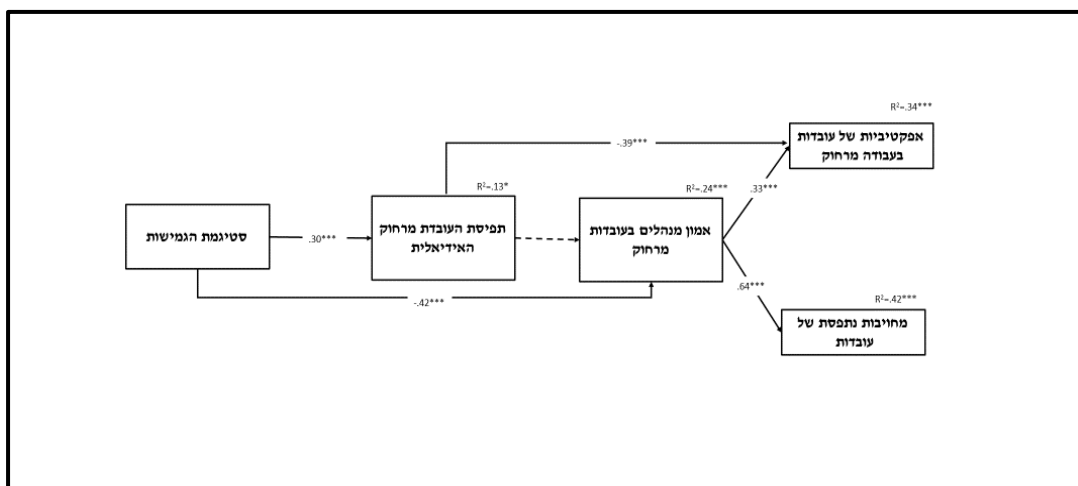 R²=.34***
אפקטיביות של עובדות
בעבודה מרחוק
-.39***
R²=.13*
R²=.24***
.33***
סטיגמת הגמישות
.30***
תפיסת העובדת מרחוק
האידיאלית
אמון מנהלים בעובדות
מרחוק
-.42***
.64***
R²=.42***
מחויבות נתפסת של
עובדות